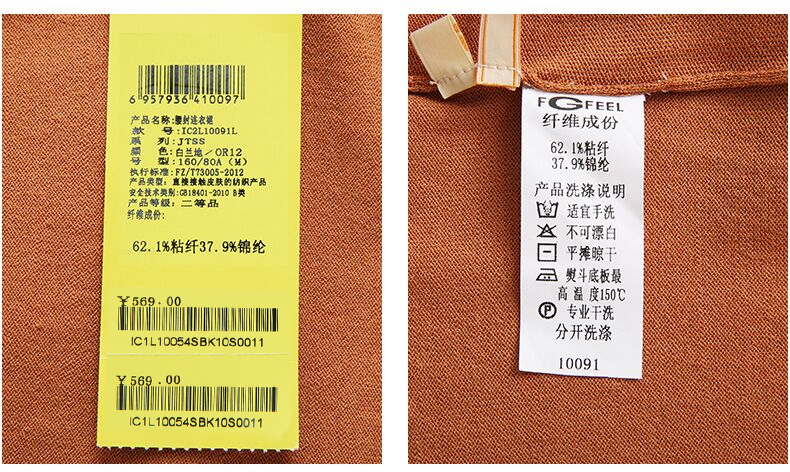 6 957936 410097
产品名称:腰封连衣裙
款 号:IC2L10091L
系 列:JTSS
颜 色:白兰地/OR12
号 型:160/80A (M)
执行标准:FZ/T73005-2012
产品类型: 直接接触皮肤的纺织产品
安全技术类别:GB18401-2010 B类
产品等级: 二等品
纤维成份:
62.1%粘纤37.9%锦纶
￥569.00
IC1L10054SBK10S0011
￥569.00
IC1L10054SBK10S0011
FGFEEL
纤维成份
62.1%粘纤
37.9%锦纶
产品洗涤说明
适宜手洗
不可漂白
平摊晾干
熨斗底板最
高 温 度150℃
P 专业干洗
分开洗涤
10091